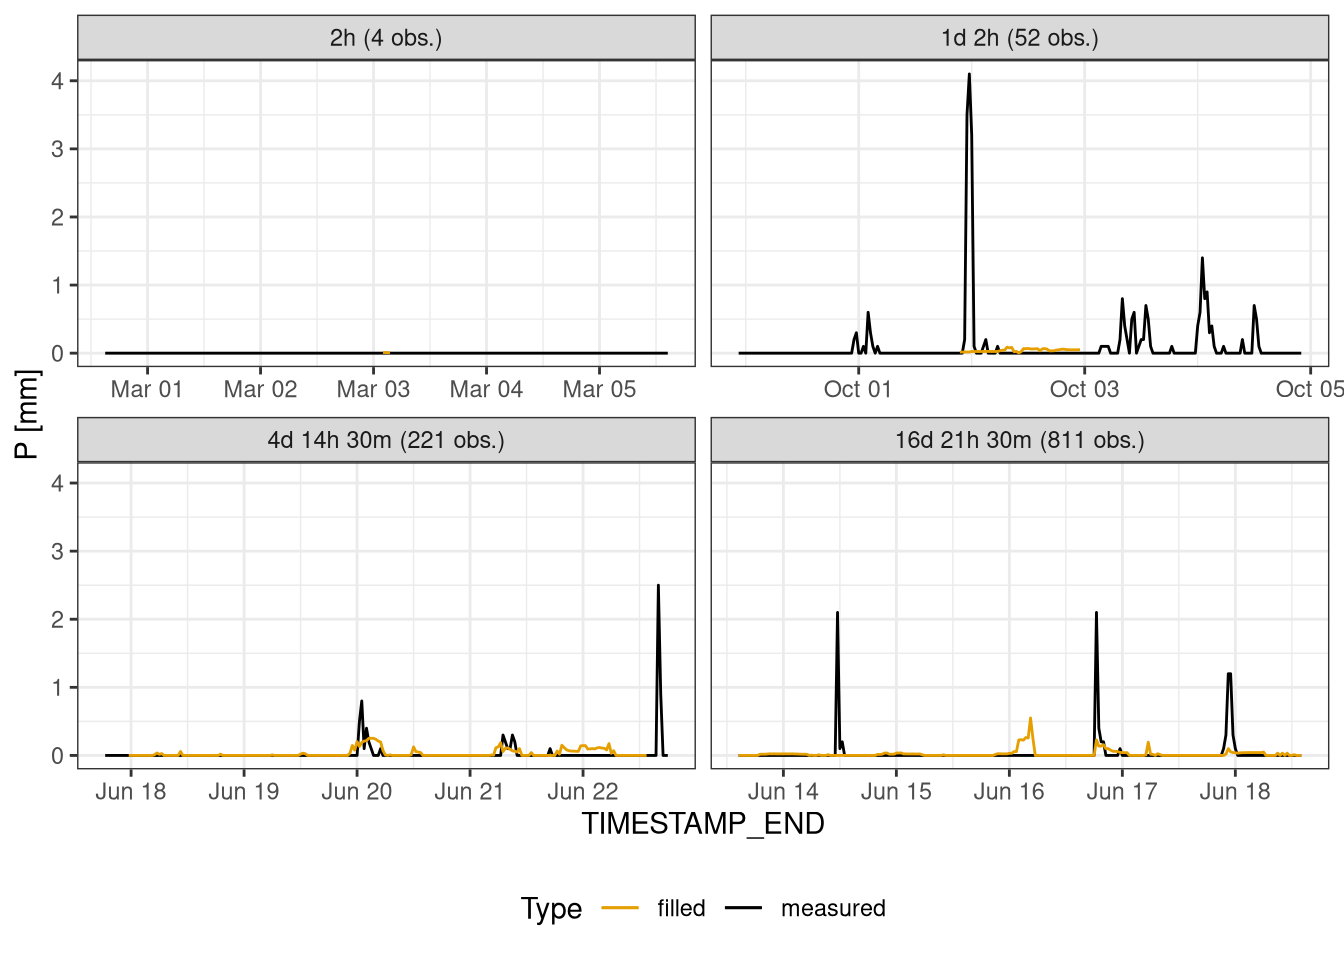 2h (4 obs.)
1d 2h (52 obs.)
P [mm]
4
3
2
1
0
Mar 01 Mar 02 Mar 03 Mar 04 Mar 05
Oct 01 Oct 03 Oct 05
4d 14h 30m (221 obs.)
16d 21h 30m (811 obs.)
4
3
2
1
0
Jun 18 Jun 19 Jun 20 Jun 21 Jun 22
Jun 14 Jun 15 Jun 16 Jun 17 Jun 18
TIMESTAMP_END
Type filled measured